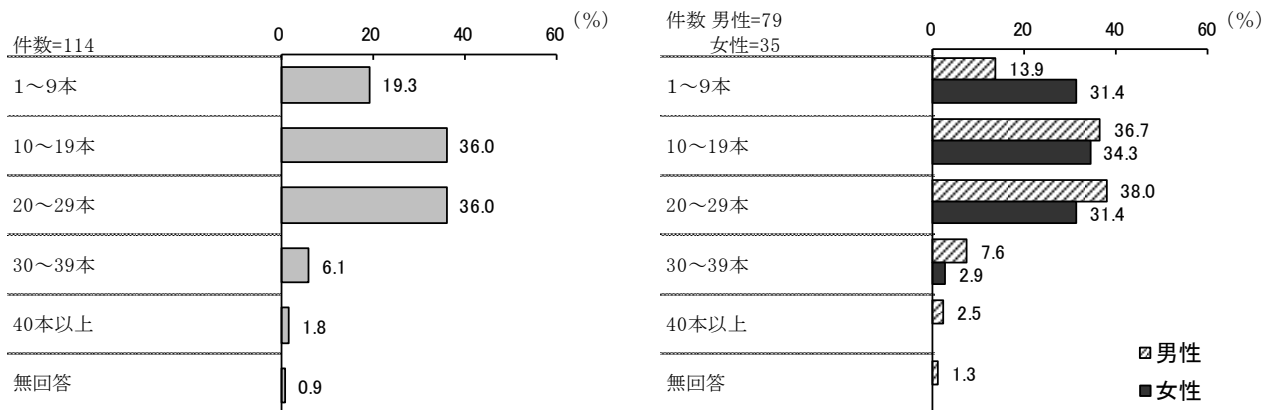 (%)
0 20 40 60
件数=114
1～9本 19.3
10～19本 36.0
20～29本 36.0
30～39本 6.1
40本以上 1.8
無回答 0.9
件数 男性=79
女性=35
(%)
0 20 40 60
1～9本 13.9
31.4
10～19本 36.7
34.3
20～29本 38.0
31.4
30～39本 7.6
2.9
40本以上 2.5
無回答 1.3
男性
女性